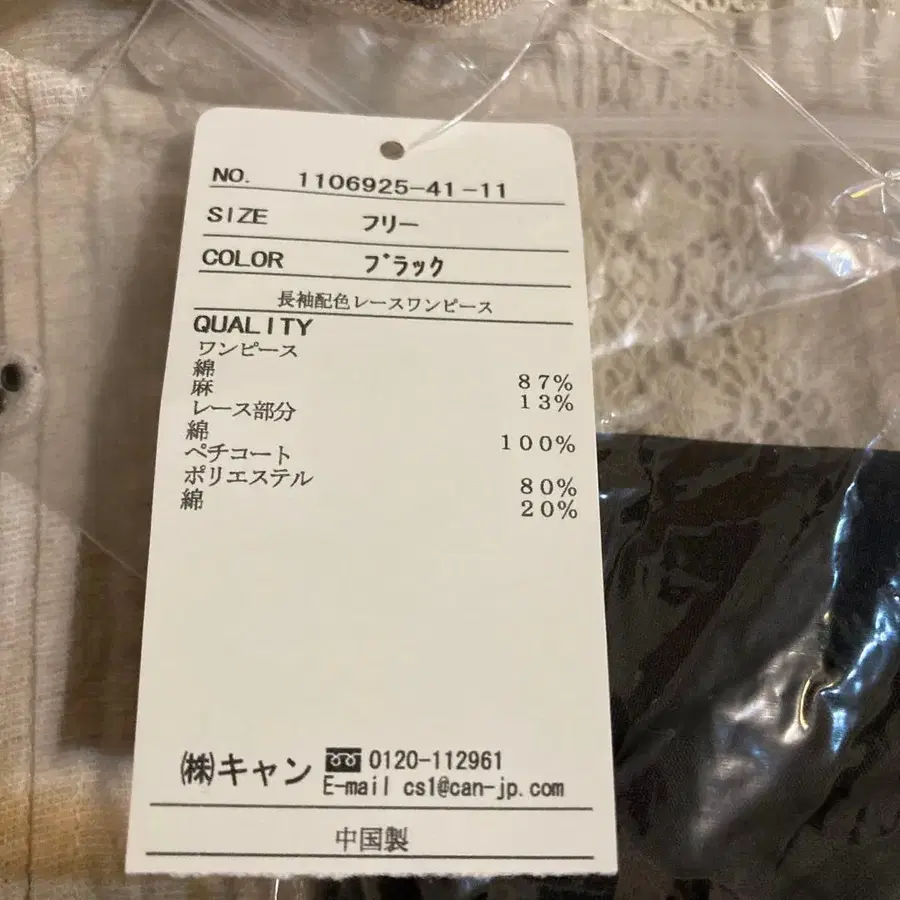 NO. 1106925-41-11
SIZE フリー
COLOR ブラック
長袖配色レースワンピース
QUALITY
ワンピース
綿 87%
麻 13%
レース部分
綿 100%
ペチコート
ポリエステル 80%
綿 20%
㈱キャン 0120-112961
E-mail cs1@can-jp.com
中国製